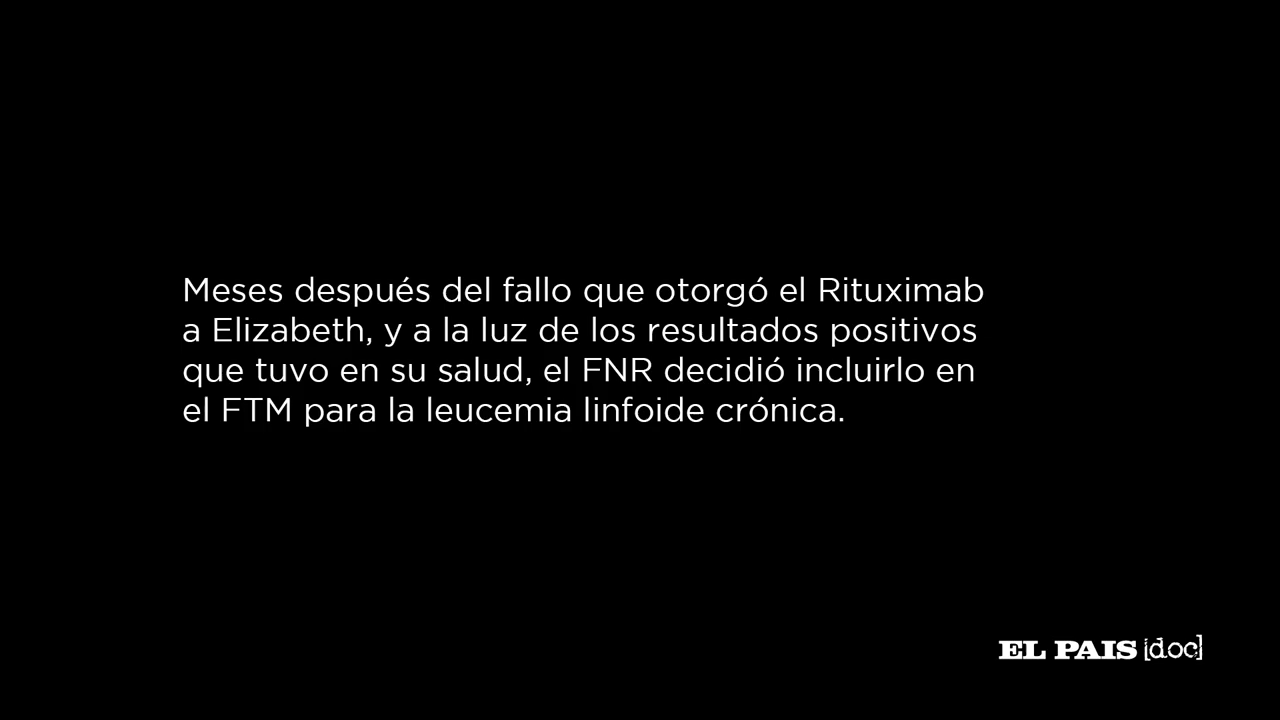 Meses después del fallo que otorgó el Rituximab
a Elizabeth, y a la luz de los resultados positivos
que tuvo en su salud, el FNR decidió incluirlo en
el FTM para la leucemia linfoide crónica.
EL PAIS [doc]